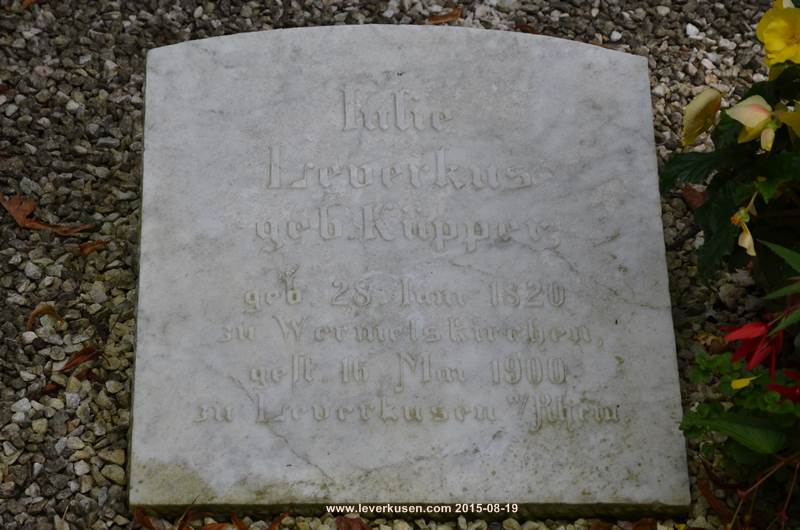 Julie
Leverkus
geb. Küpper,
geb. 28. Juni 1820
zu Wermelskirchen,
gest. 16. Mai 1900
zu Leverkusen a/Rhein.
www.leverkusen.com 2015-08-19